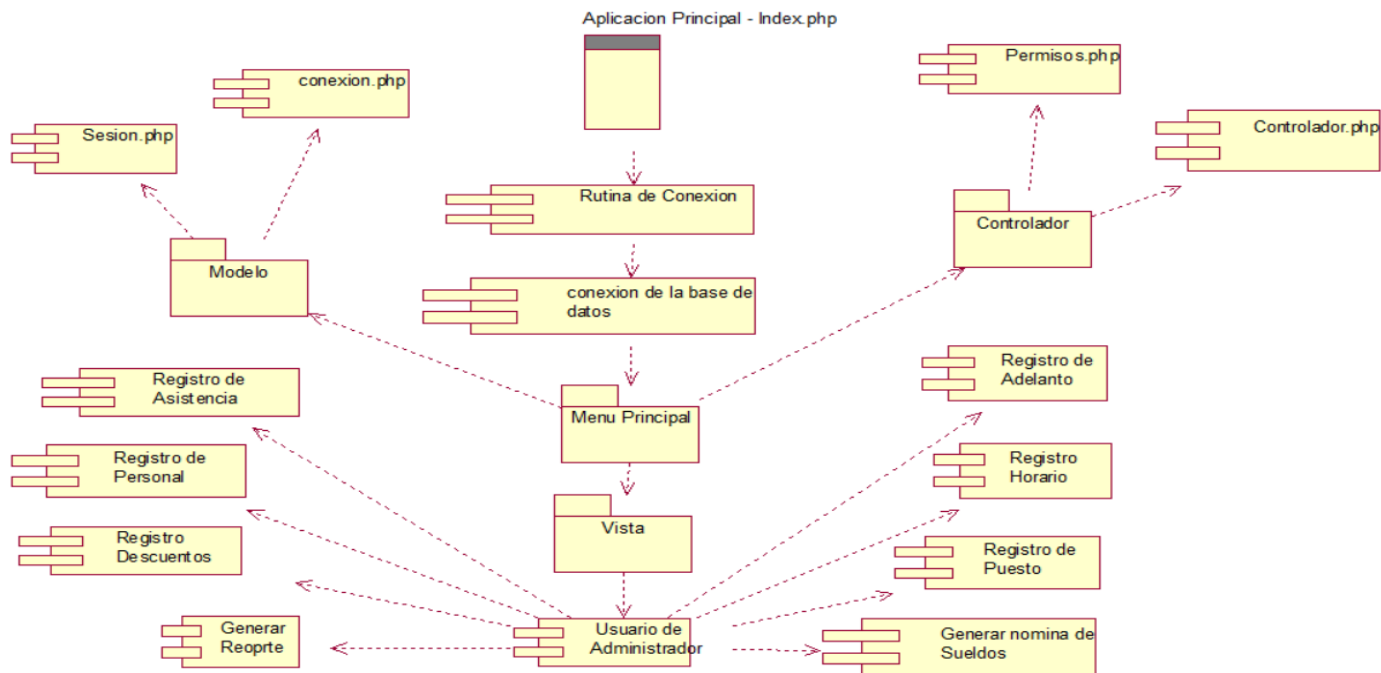 Aplicacion Principal - Index.php
Permisos.php
conexion.php
Controlador.php
Sesion.php
Rutina de Conexion
Controlador
Modelo
conexion de la base de
datos
Registro de
Adelanto
Registro de
Asistencia
Menu Principal
Registro de
Personal
Registro
Horario
Vista
Registro
Descuentos
Registro de
Puesto
Generar
Reoprte
Usuario de
Administrador
Generar nomina de
Sueldos